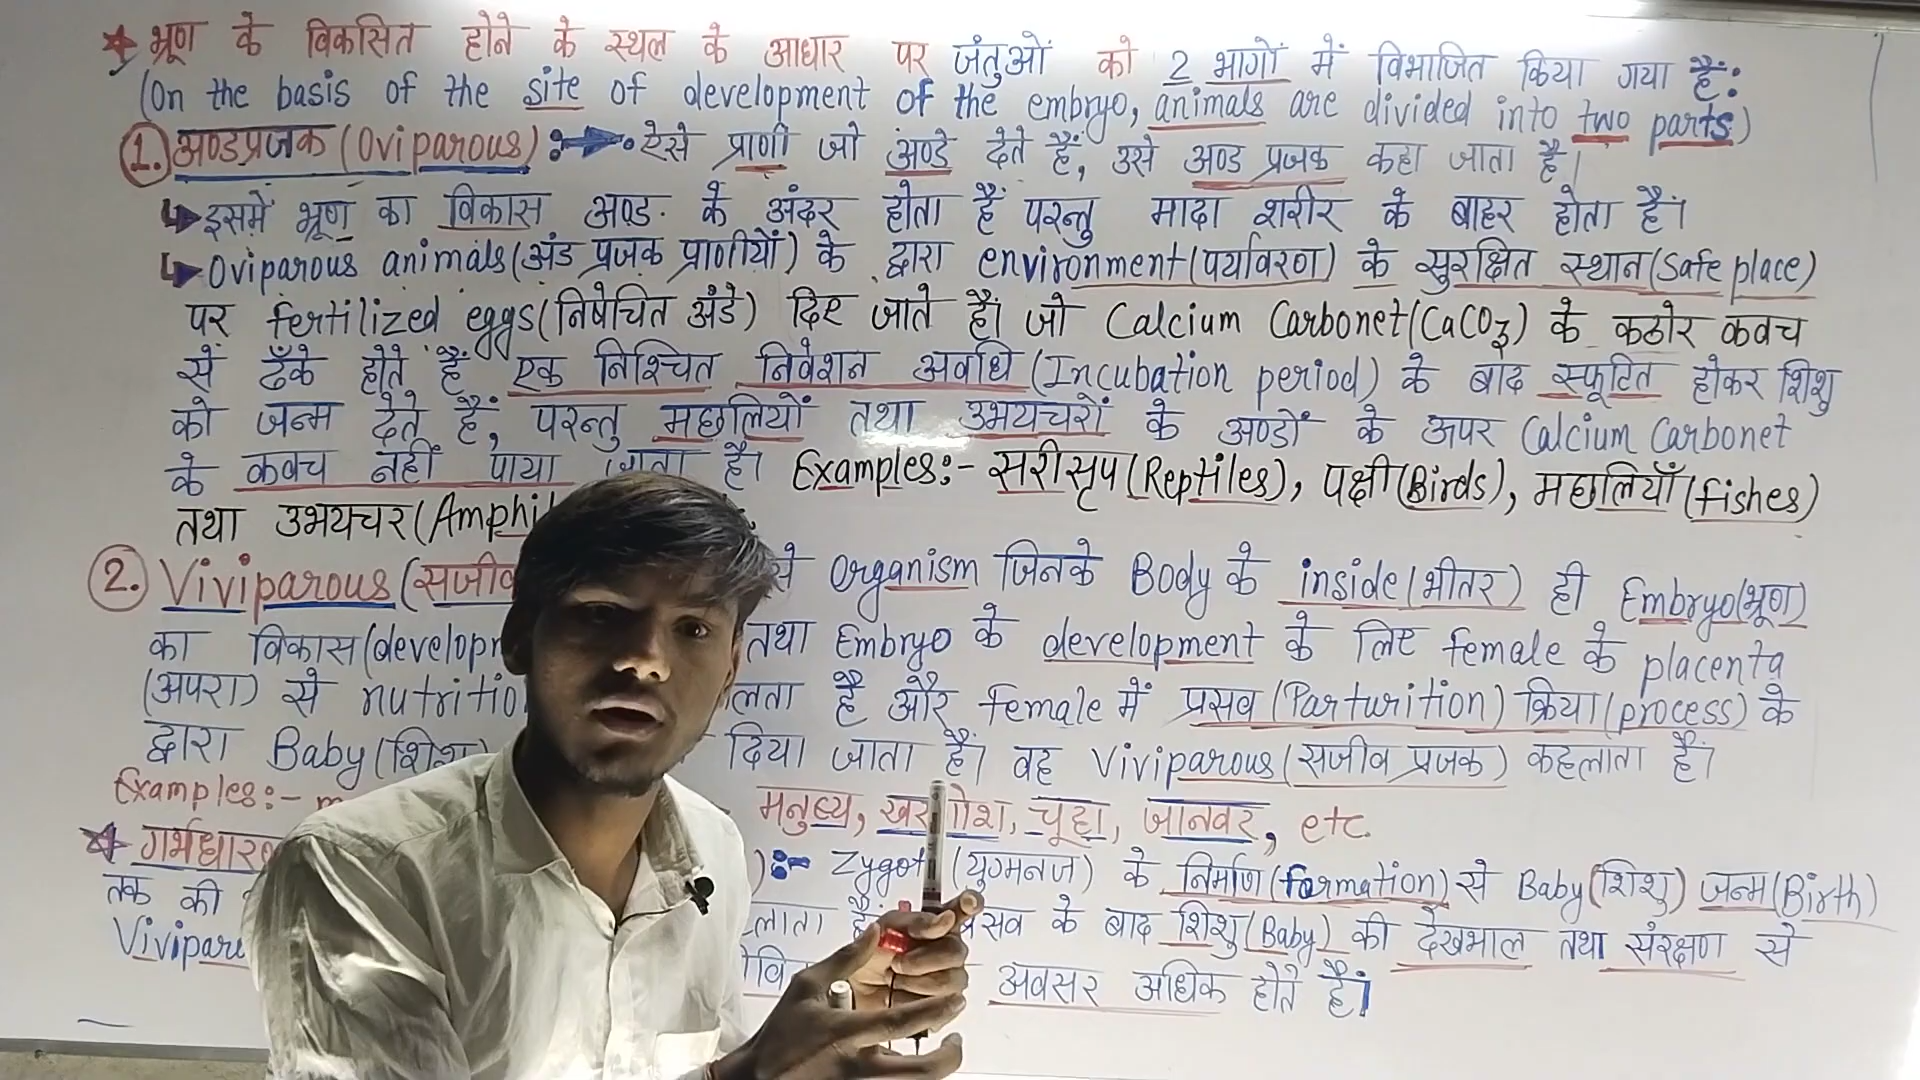 भ्रूण के विकसित होने के स्थल के आधार पर जंतुओं को 2 भागों में विभाजित किया गया है:
(On the basis of the site of development of the embryo, animals are divided into two parts)
1. अण्डप्रजक (Oviparous) :→. ऐसे प्राणी जो अण्डे देते हैं, उसे अण्ड प्रजक कहा जाता है।
इसमें भ्रूण का विकास अण्ड. के अंदर होता है परन्तु मादा शरीर के बाहर होता है।
Oviparous animals (अंड प्रजक प्राणीयों) के द्वारा environment (पर्यावरण) के सुरक्षित स्थान (Safe place)
पर fertilized eggs (निषेचित अंडे) दिए जाते हैं। जो Calcium Carbonet (CaCO3) के कठोर कवच
से ढँके होते हैं एक निश्चित निवेशन अवधि (Incubation period) के बाद स्फूटित होकर शिशु
को जन्म देते हैं, परन्तु मछलियों तथा उभयचरों के अण्डों के ऊपर Calcium Carbonet
के कवच नहीं पाया जाता है। Examples:- सरीसृप (Reptiles), पक्षी (Birds), मछलियाँ (fishes)
तथा उभयचर (Amphi
2. Viviparous (सजीव Organism जिनके Body के inside (भीतर) ही Embryo (भ्रूण)
का विकास (developm तथा Embryo के development के लिए female के placenta
(अपरा) से nutritio लता है और female में प्रसव (Parturition) क्रिया (process) के
द्वारा Baby (शिशु दिया जाता है। वह Viviparous (सजीव प्रजक) कहलाता है।
Examples:- मनुष्य, खरगोश, चूहा, जानवर, etc.
गर्भधारण ):- Zygot (युग्मनज) के निर्माण (formation) से Baby (शिशु) जन्म (Birth)
तक की लाता है सव के बाद शिशु (Baby) की देखभाल तथा संरक्षण से
Vivipare अवसर अधिक होते हैं।